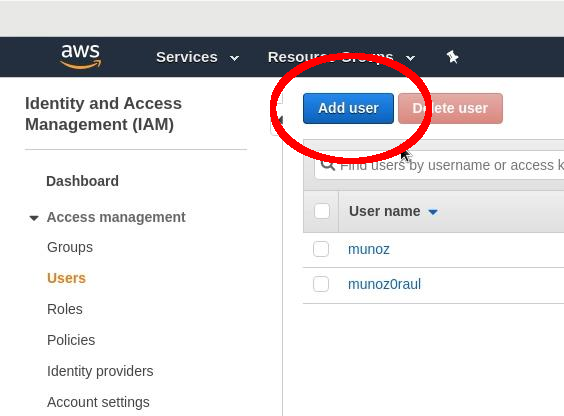 aws
Services
Resource Groups
Identity and Access
Management (IAM)
Add user
Delete user
Find users by username or access k
Dashboard
Access management
User name
Groups
munoz
Users
munoz0raul
Roles
Policies
Identity providers
Account settings